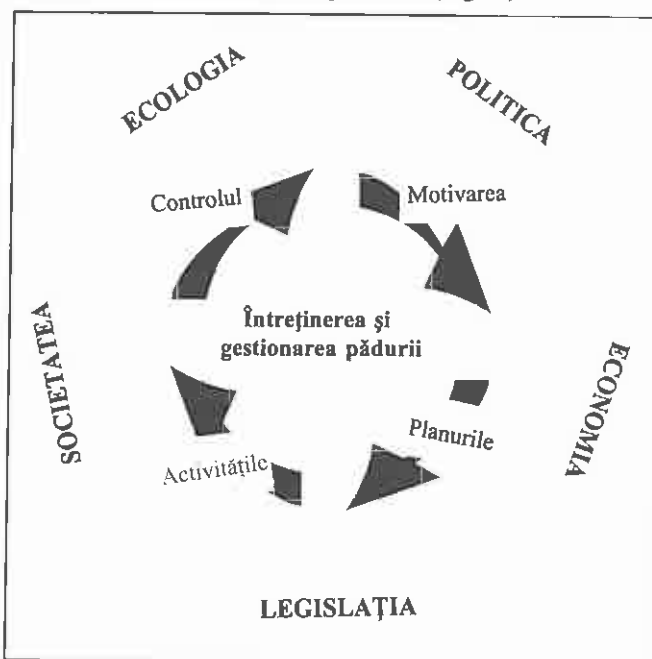 ECOLOGIA
POLITICA
Controlul
Motivarea
Întreținerea și
gestionarea pădurii
SOCIETATEA
ECONOMIA
Planurile
Activitățile
LEGISLAȚIA